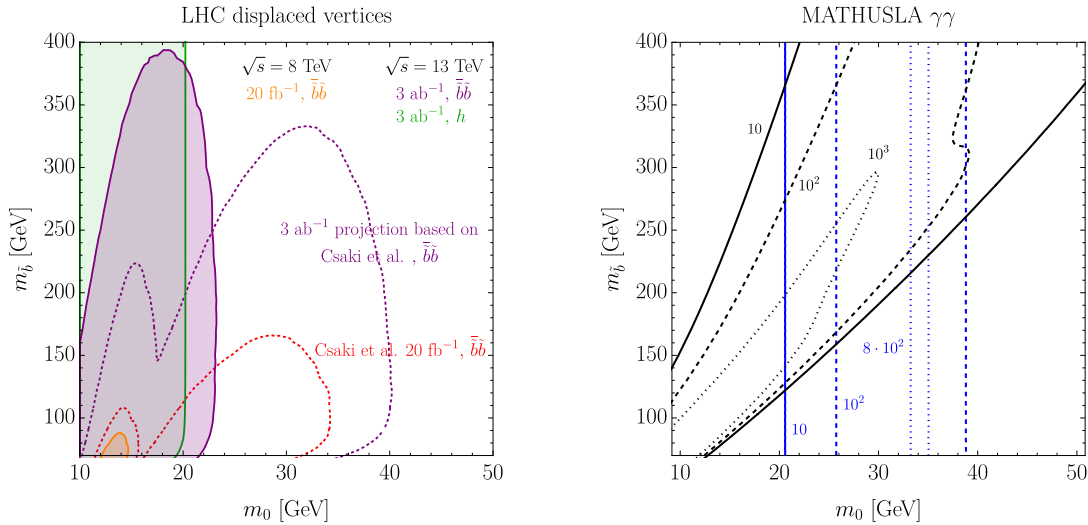 LHC displaced vertices
√s = 8 TeV
20 fb⁻¹, b̃̄b̃
√s = 13 TeV
3 ab⁻¹, b̃̄b̃
3 ab⁻¹, h
3 ab⁻¹ projection based on
Csaki et al. , b̃̄b̃
Csaki et al. 20 fb⁻¹, b̃̄b̃
400
350
300
250
200
150
100
m_b̃ [GeV]
10 20 30 40 50
m₀ [GeV]
MATHUSLA γγ
10
10²
10³
8 · 10²
10²
10
400
350
300
250
200
150
100
m_b̃ [GeV]
10 20 30 40 50
m₀ [GeV]